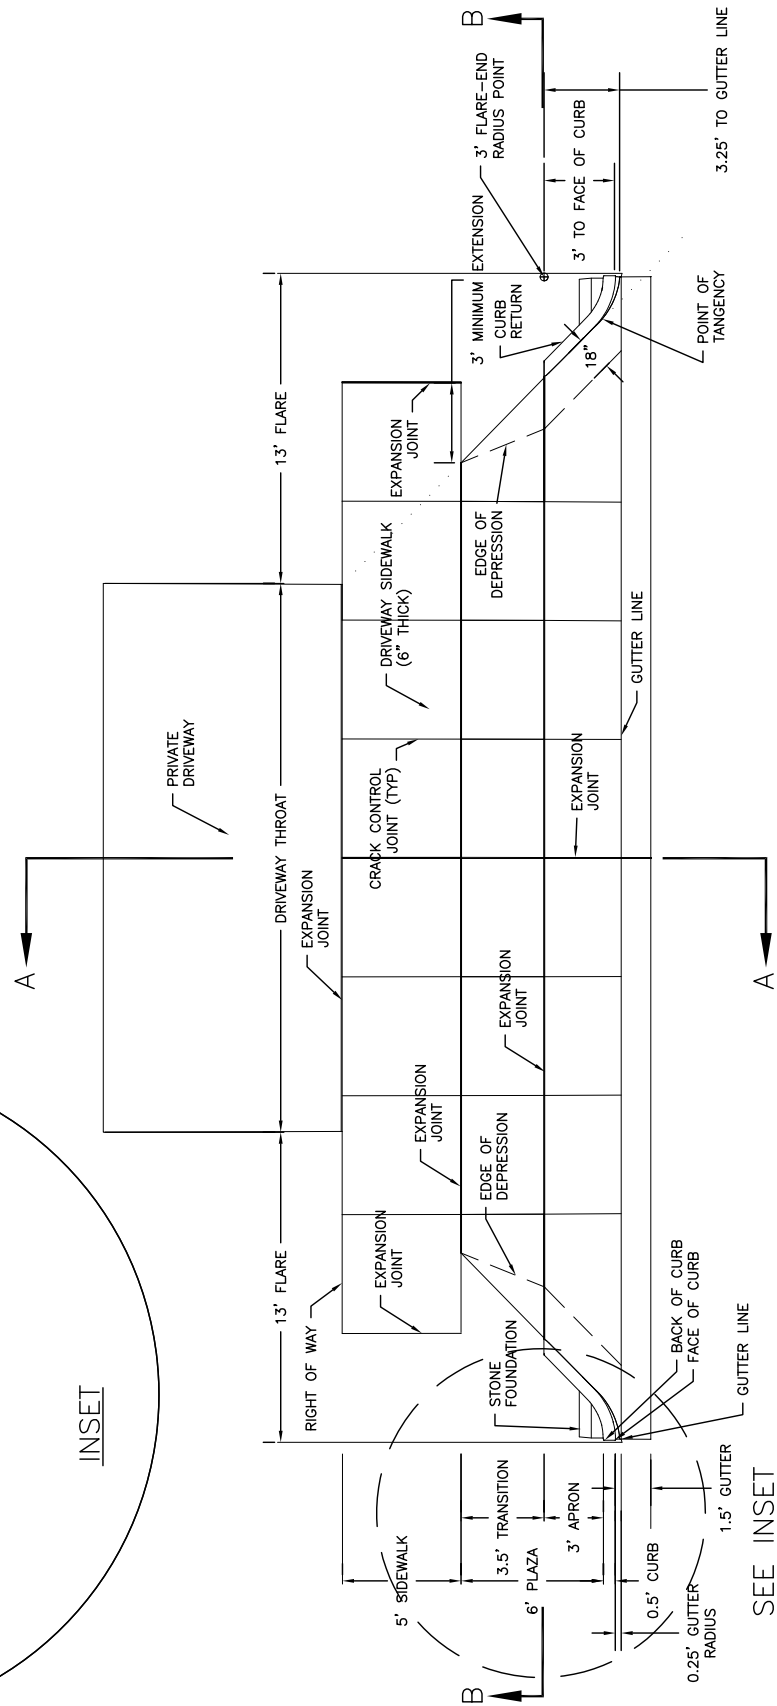 INSET
A
A
B
B
PRIVATE
DRIVEWAY
13' FLARE
DRIVEWAY THROAT
13' FLARE
RIGHT OF WAY
EXPANSION
JOINT
EXPANSION
JOINT
EXPANSION
JOINT
EXPANSION
JOINT
EXPANSION
JOINT
EXPANSION
JOINT
CRACK CONTROL
JOINT (TYP)
DRIVEWAY SIDEWALK
(6" THICK)
EDGE OF
DEPRESSION
EDGE OF
DEPRESSION
3' MINIMUM EXTENSION
CURB
RETURN
3' FLARE-END
RADIUS POINT
18"
POINT OF
TANGENCY
3' TO FACE OF CURB
3.25' TO GUTTER LINE
GUTTER LINE
STONE
FOUNDATION
BACK OF CURB
FACE OF CURB
GUTTER LINE
5' SIDEWALK
3.5' TRANSITION
6' PLAZA
3' APRON
0.5' CURB
0.25' GUTTER
RADIUS
1.5' GUTTER
SEE INSET